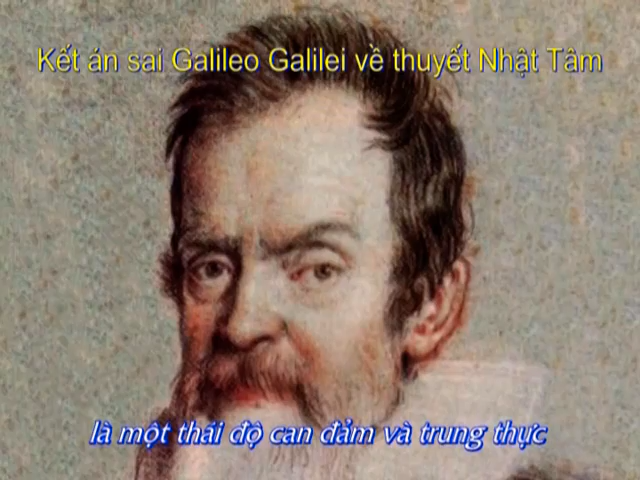 Kết án sai Galileo Galilei về thuyết Nhật Tâm
là một thái độ can đảm và trung thực